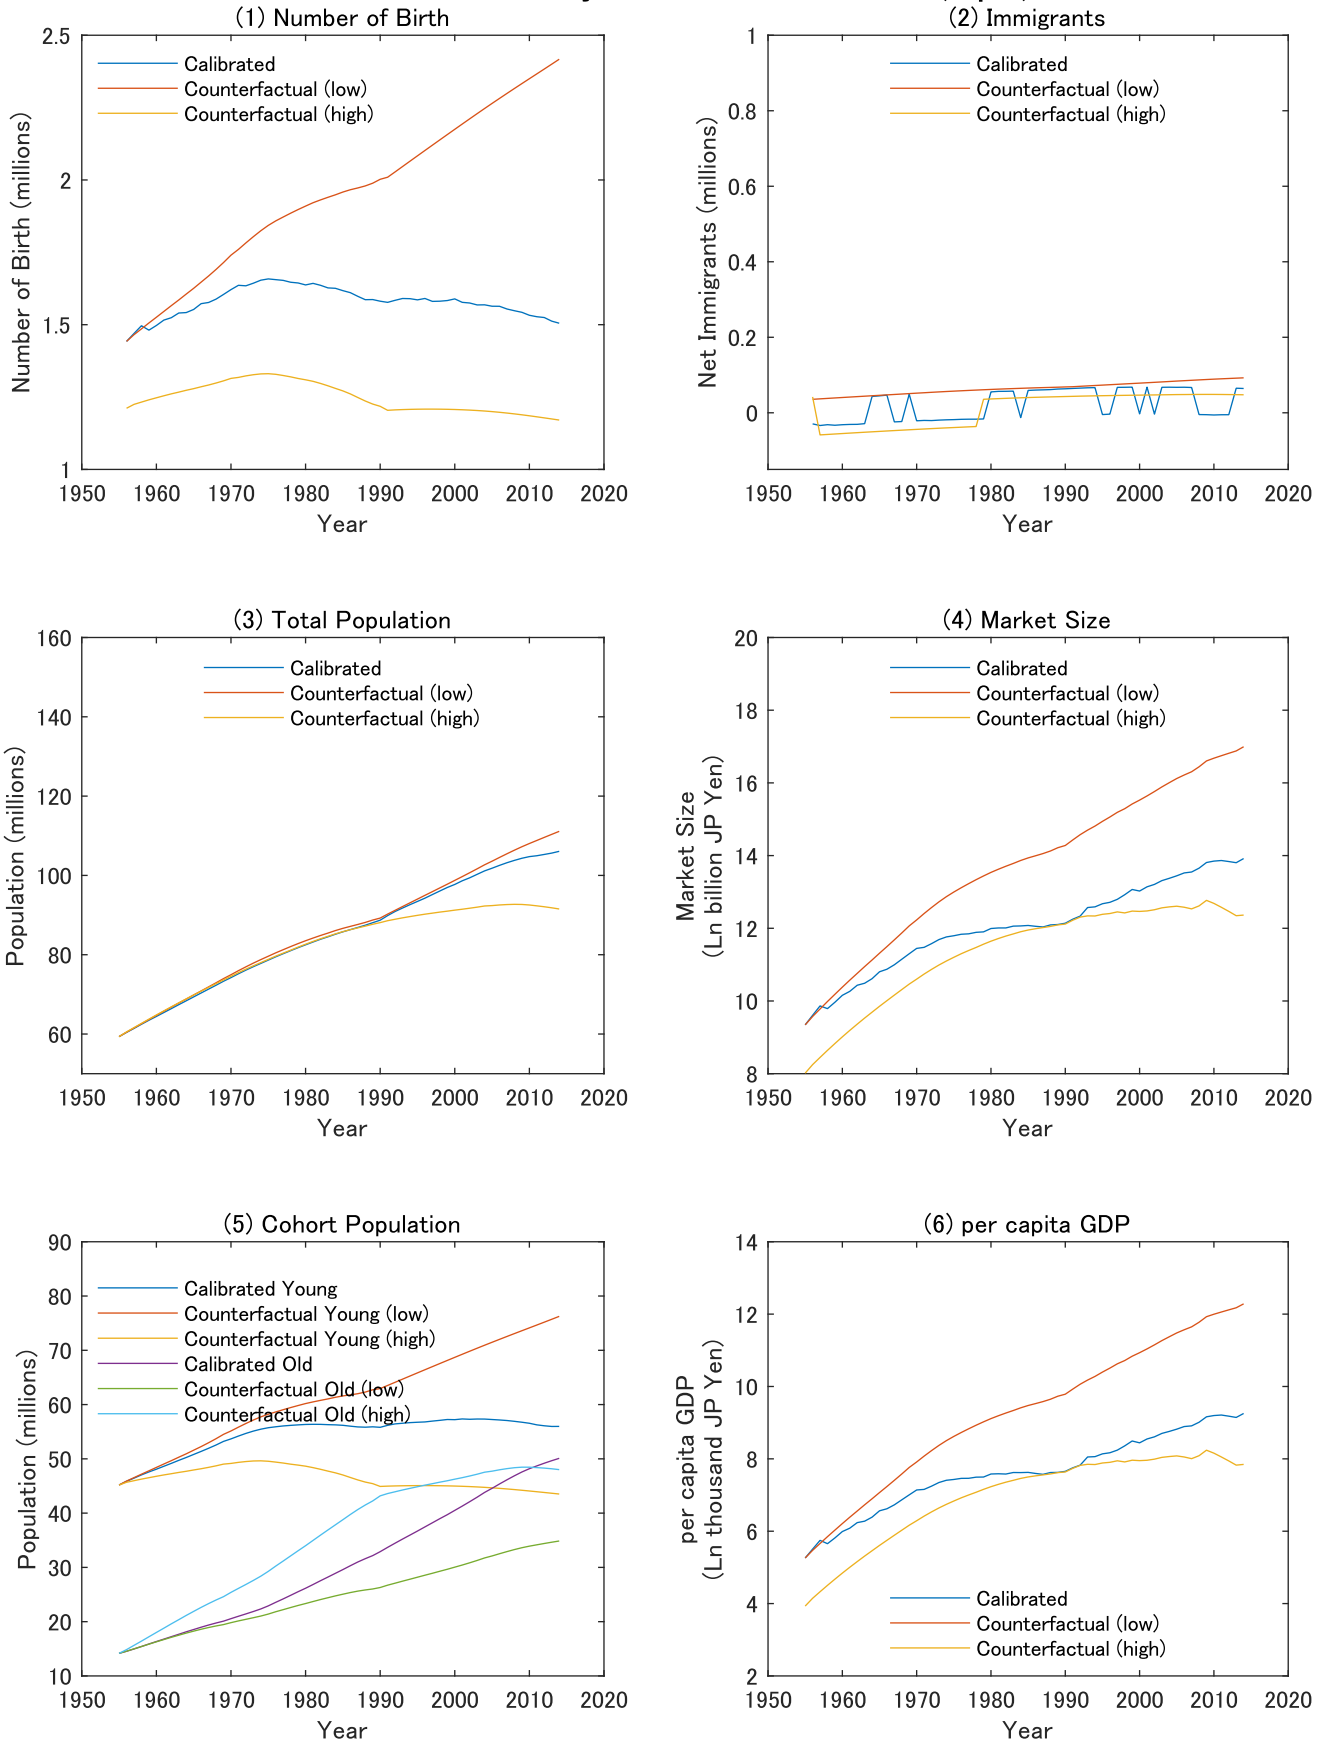 (1) Number of Birth
2.5
2
1.5
1
Number of Birth (millions)
Calibrated
Counterfactual (low)
Counterfactual (high)
1950 1960 1970 1980 1990 2000 2010 2020
Year
(2) Immigrants
1
0.8
0.6
0.4
0.2
0
Net Immigrants (millions)
Calibrated
Counterfactual (low)
Counterfactual (high)
1950 1960 1970 1980 1990 2000 2010 2020
Year
(3) Total Population
160
140
120
100
80
60
Population (millions)
Calibrated
Counterfactual (low)
Counterfactual (high)
1950 1960 1970 1980 1990 2000 2010 2020
Year
(4) Market Size
20
18
16
14
12
10
8
Market Size
(Ln billion JP Yen)
Calibrated
Counterfactual (low)
Counterfactual (high)
1950 1960 1970 1980 1990 2000 2010 2020
Year
(5) Cohort Population
90
80
70
60
50
40
30
20
10
Population (millions)
Calibrated Young
Counterfactual Young (low)
Counterfactual Young (high)
Calibrated Old
Counterfactual Old (low)
Counterfactual Old (high)
1950 1960 1970 1980 1990 2000 2010 2020
Year
(6) per capita GDP
14
12
10
8
6
4
2
per capita GDP
(Ln thousand JP Yen)
Calibrated
Counterfactual (low)
Counterfactual (high)
1950 1960 1970 1980 1990 2000 2010 2020
Year